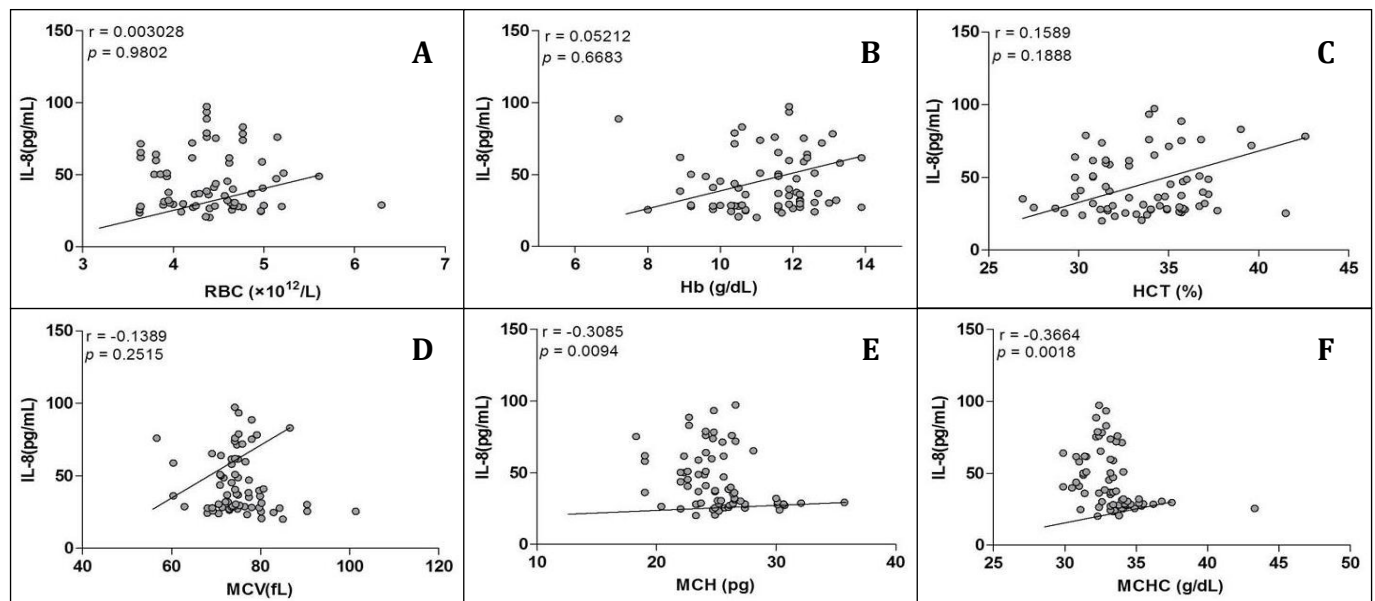 150
r = 0.003028
p = 0.9802
A
IL-8(pg/mL)
100
50
0
3 4 5 6 7
RBC (×10¹²/L)
150
r = 0.05212
p = 0.6683
B
IL-8(pg/mL)
100
50
0
6 8 10 12 14
Hb (g/dL)
150
r = 0.1589
p = 0.1888
C
IL-8(pg/mL)
100
50
0
25 30 35 40 45
HCT (%)
150
r = -0.1389
p = 0.2515
D
IL-8(pg/mL)
100
50
0
40 60 80 100 120
MCV(fL)
150
r = -0.3085
p = 0.0094
E
IL-8(pg/mL)
100
50
0
10 20 30 40
MCH (pg)
150
r = -0.3664
p = 0.0018
F
IL-8(pg/mL)
100
50
0
25 30 35 40 45 50
MCHC (g/dL)